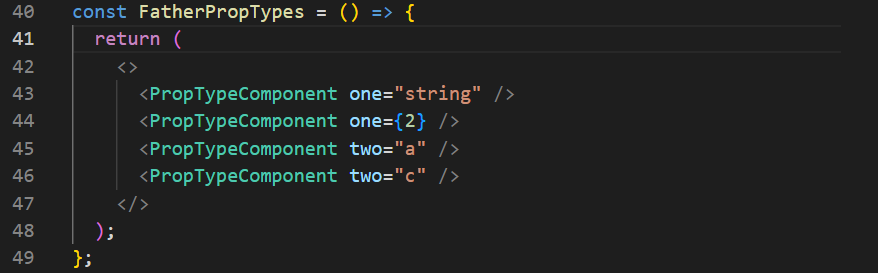 40 const FatherPropTypes = () => {
41   return (
42     <>
43       <PropTypeComponent one="string" />
44       <PropTypeComponent one={2} />
45       <PropTypeComponent two="a" />
46       <PropTypeComponent two="c" />
47     </>
48   );
49 };